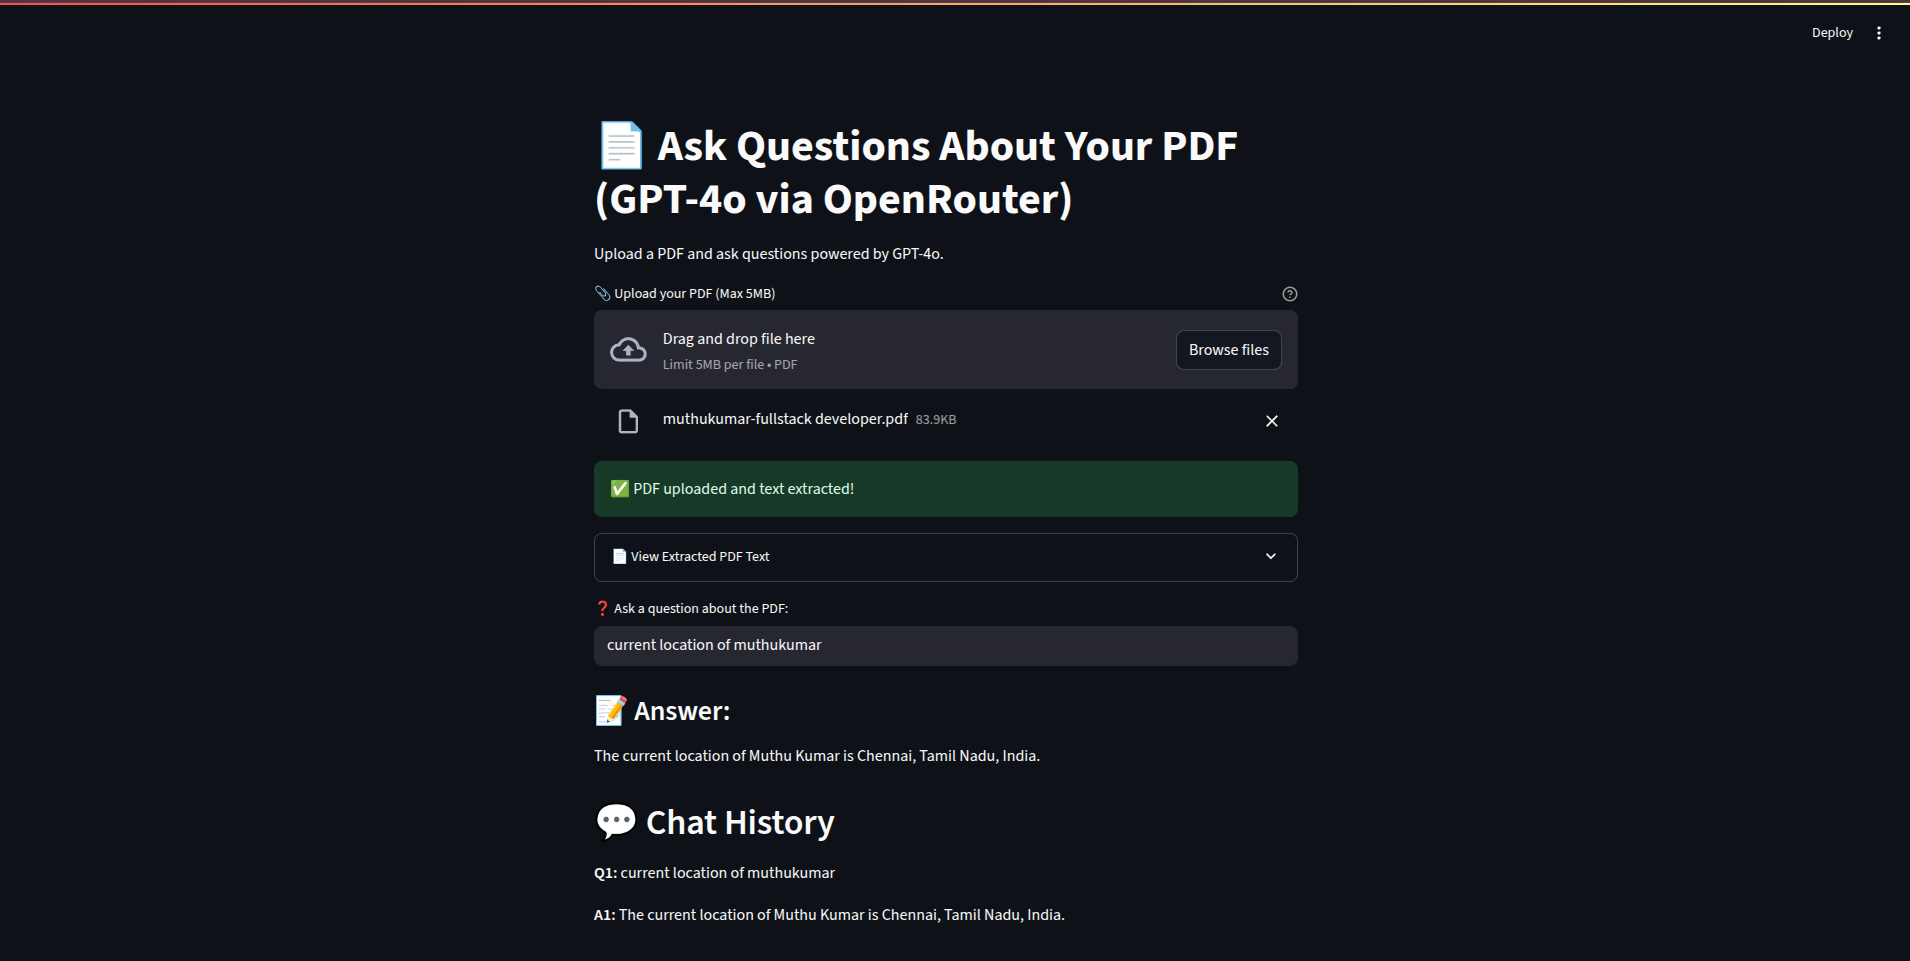 Deploy
📄 Ask Questions About Your PDF
(GPT-4o via OpenRouter)
Upload a PDF and ask questions powered by GPT-4o.
📎 Upload your PDF (Max 5MB)
Drag and drop file here
Limit 5MB per file • PDF
Browse files
muthukumar-fullstack developer.pdf 83.9KB
✅ PDF uploaded and text extracted!
📄 View Extracted PDF Text
❓ Ask a question about the PDF:
current location of muthukumar
📝 Answer:
The current location of Muthu Kumar is Chennai, Tamil Nadu, India.
💬 Chat History
Q1: current location of muthukumar
A1: The current location of Muthu Kumar is Chennai, Tamil Nadu, India.